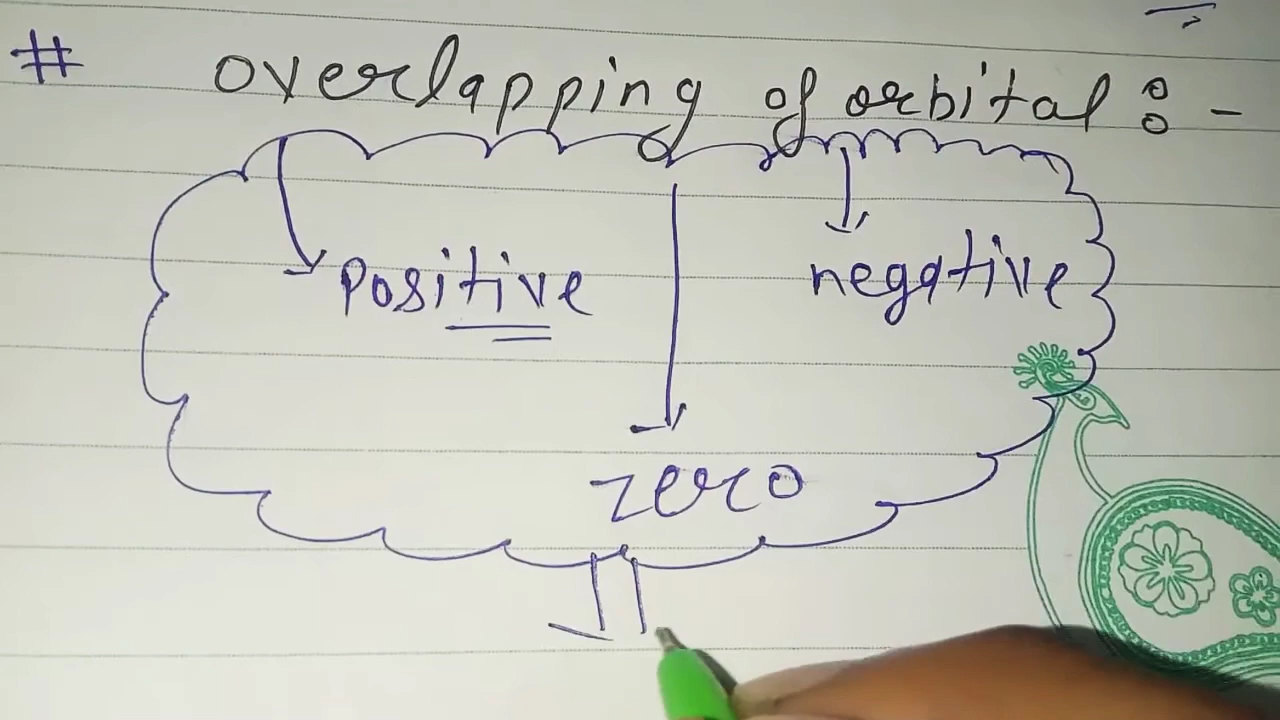 # overlapping of orbital :-
positive negative
zero